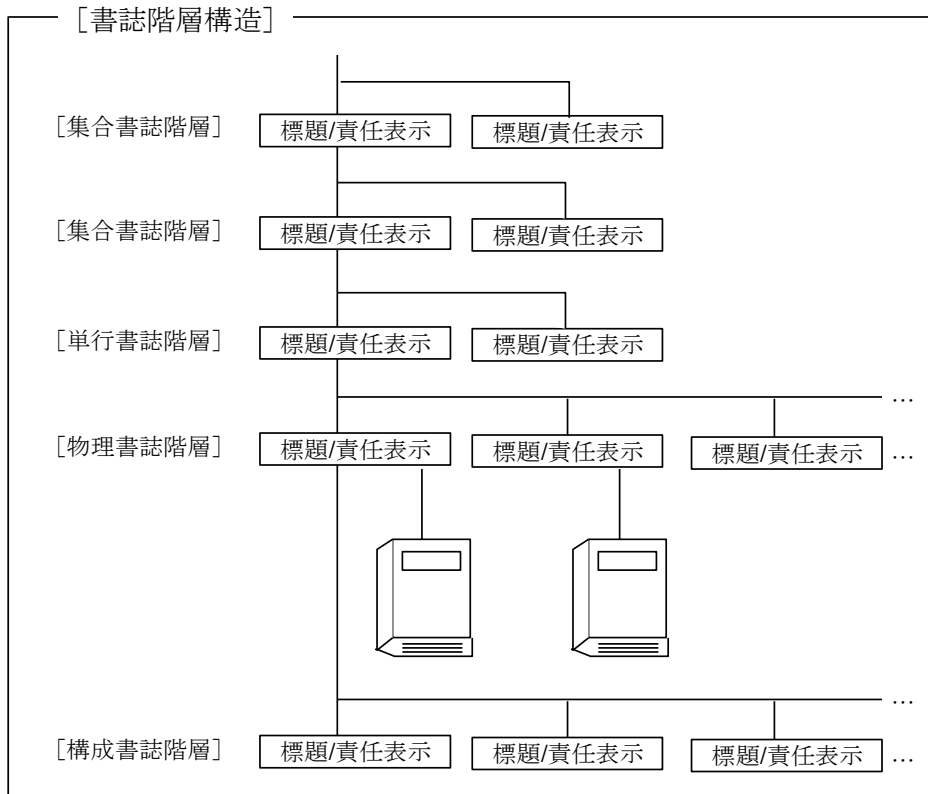 ［書誌階層構造］
［集合書誌階層］ 標題/責任表示 標題/責任表示
［集合書誌階層］ 標題/責任表示 標題/責任表示
［単行書誌階層］ 標題/責任表示 標題/責任表示
…
［物理書誌階層］ 標題/責任表示 標題/責任表示 標題/責任表示 …
…
［構成書誌階層］ 標題/責任表示 標題/責任表示 標題/責任表示 …